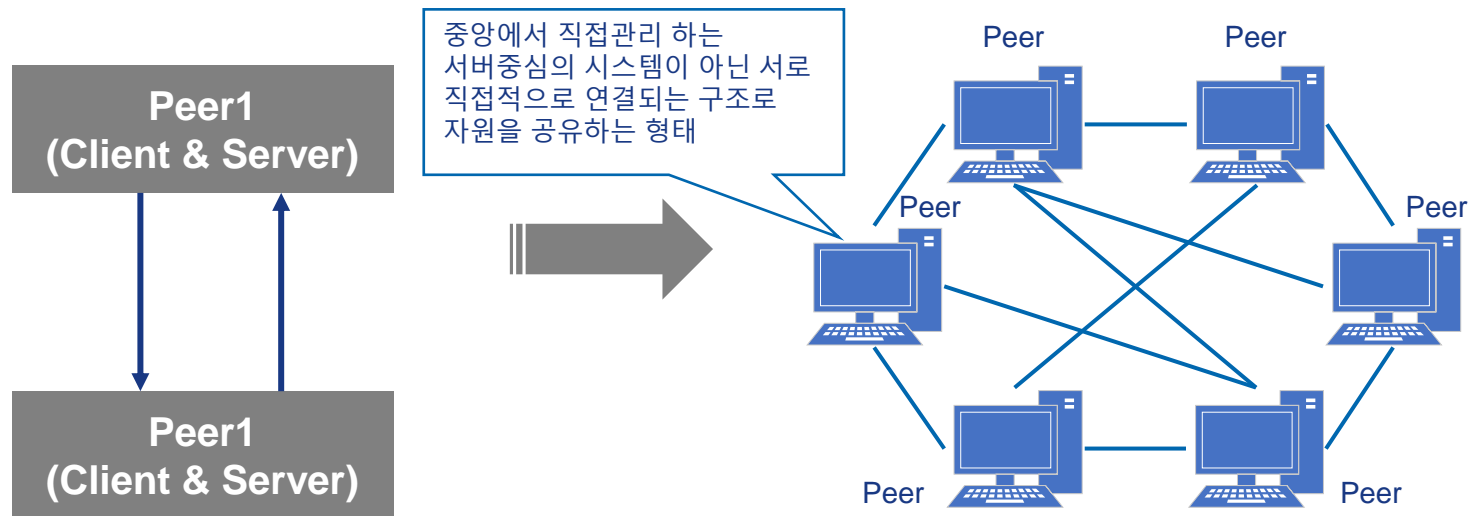 Peer1
(Client & Server)
Peer1
(Client & Server)
중앙에서 직접관리 하는
서버중심의 시스템이 아닌 서로
직접적으로 연결되는 구조로
자원을 공유하는 형태
Peer
Peer
Peer
Peer
Peer
Peer